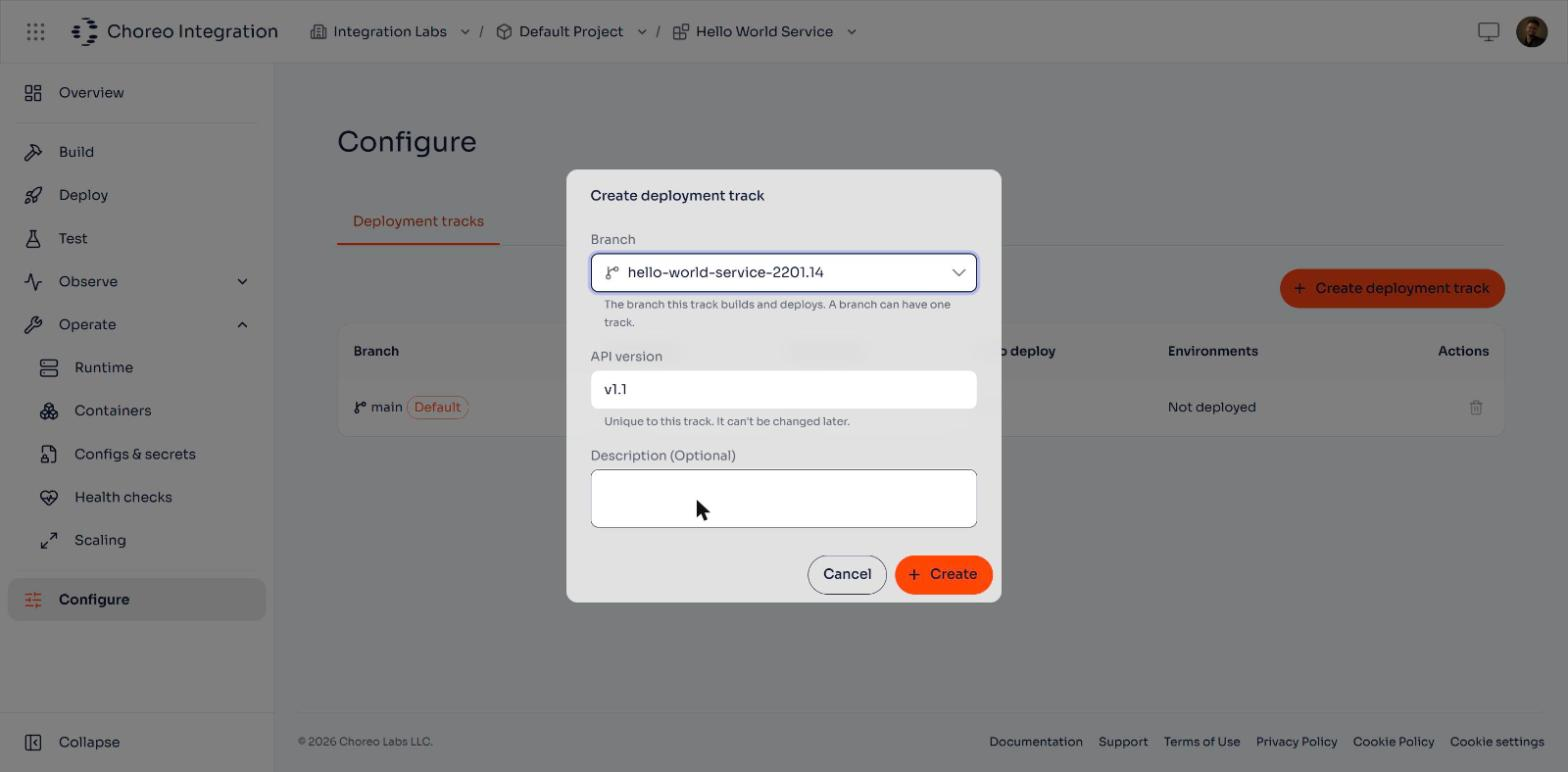 Choreo Integration
Integration Labs / Default Project / Hello World Service
Overview
Build
Deploy
Test
Observe
Operate
Runtime
Containers
Configs & secrets
Health checks
Scaling
Configure
Collapse
Configure
Deployment tracks
Create deployment track
Branch deploy Environments Actions
main Default Not deployed
Create deployment track
Branch
hello-world-service-2201.14
The branch this track builds and deploys. A branch can have one
track.
API version
v1.1
Unique to this track. It can't be changed later.
Description (Optional)
Cancel + Create
© 2026 Choreo Labs LLC.
Documentation Support Terms of Use Privacy Policy Cookie Policy Cookie settings